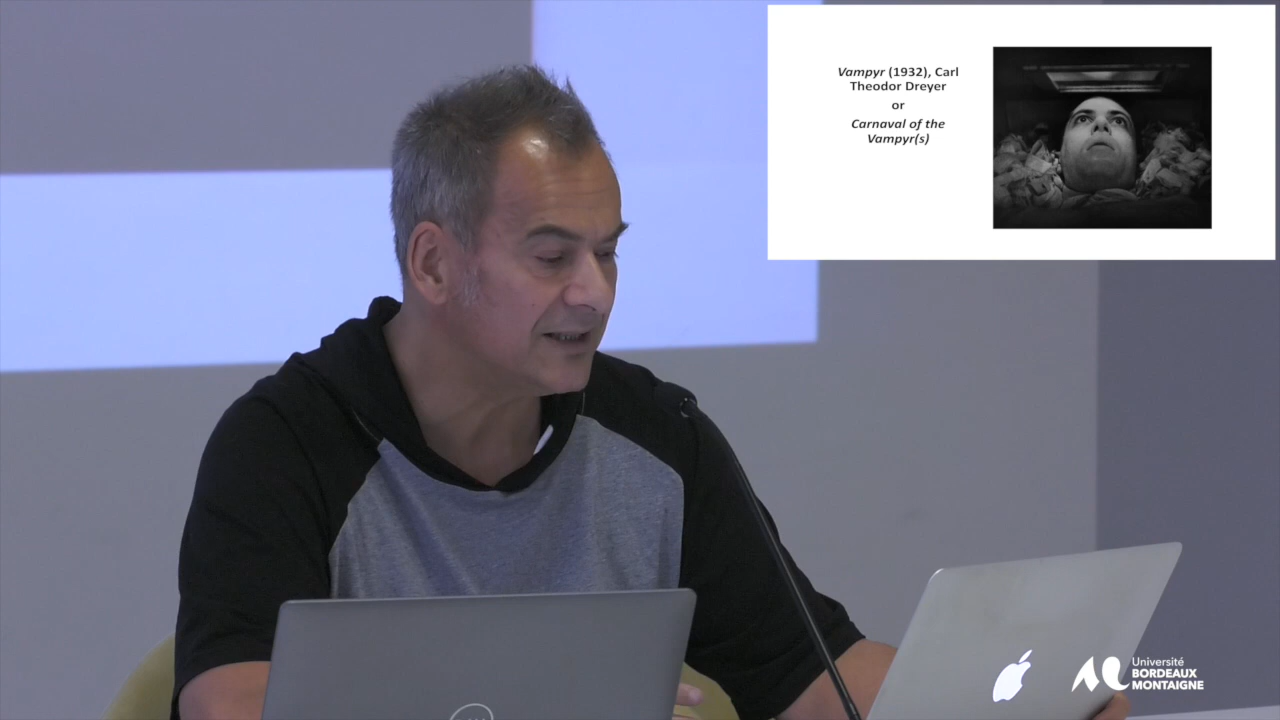 Vampyr (1932), Carl
Theodor Dreyer
or
Carnaval of the
Vampyr(s)
Université
BORDEAUX
MONTAIGNE